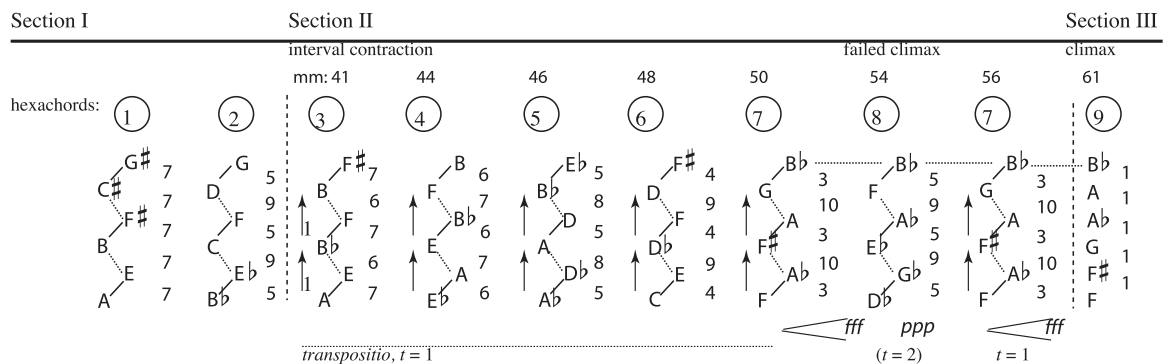 Section I Section II Section III
interval contraction failed climax climax
mm: 41 44 46 48 50 54 56 61
hexachords: 1 2 3 4 5 6 7 8 7 9
G♯ G F♯ B E♭ F♯ B♭ B♭ B♭ B♭
7 5 7 6 5 4 3 5 3 1
C♯ D B F B♭ D G F G A
7 9 6 7 8 9 10 9 10 1
F♯ F F B♭ D F A A♭ A A♭
7 5 1 7 6 5 4 3 5 3 1
B C B♭ E A D♭ F♯ E♭ F♯ G
7 9 6 7 8 9 10 9 10 1
E E♭ E A D♭ E A♭ G♭ A♭ F♯
7 5 1 7 6 5 4 3 5 3 1
A B♭ A E♭ A♭ C F D♭ F F
fff ppp fff
transpositio, t = 1 (t = 2) t = 1